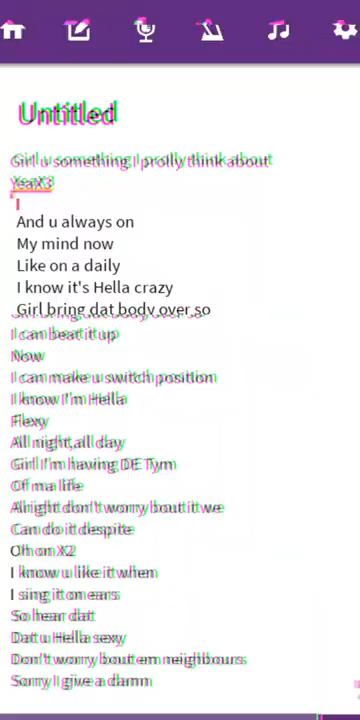 Untitled
Girl u something I prolly think about
YeaX3
I
And u always on
My mind now
Like on a daily
I know it's Hella crazy
Girl bring dat body over so
I can beat it up
Now
I can make u switch position
I know I'm Hella
Flexy
All night,all day
Girl I'm having DE Tym
Of ma life
Alright don't worry bout it we
Can do it despite
Oh on X2
I know u like it when
I sing it on ears
So hear dat
Dat u Hella sexy
Don't worry bout em neighbours
Sorry I give a damn